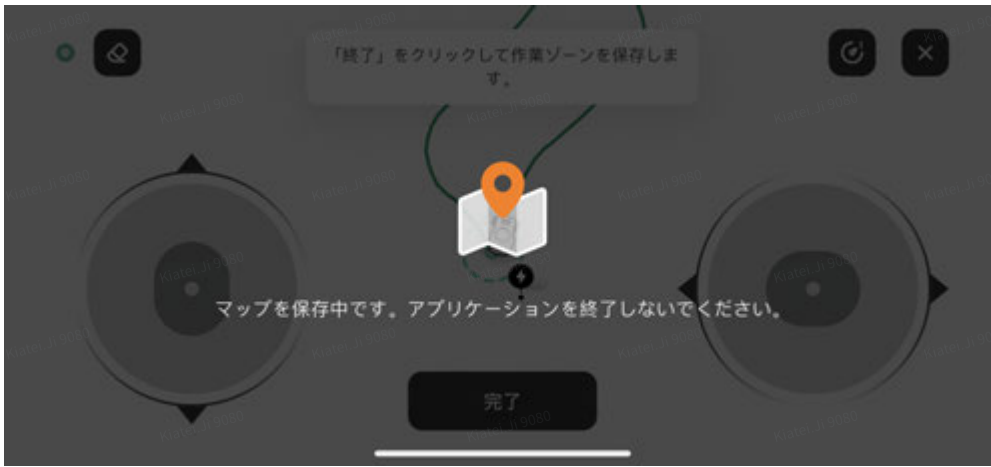 「終了」をクリックして作業ゾーンを保存しま
す。
マップを保存中です。アプリケーションを終了しないでください。
完了